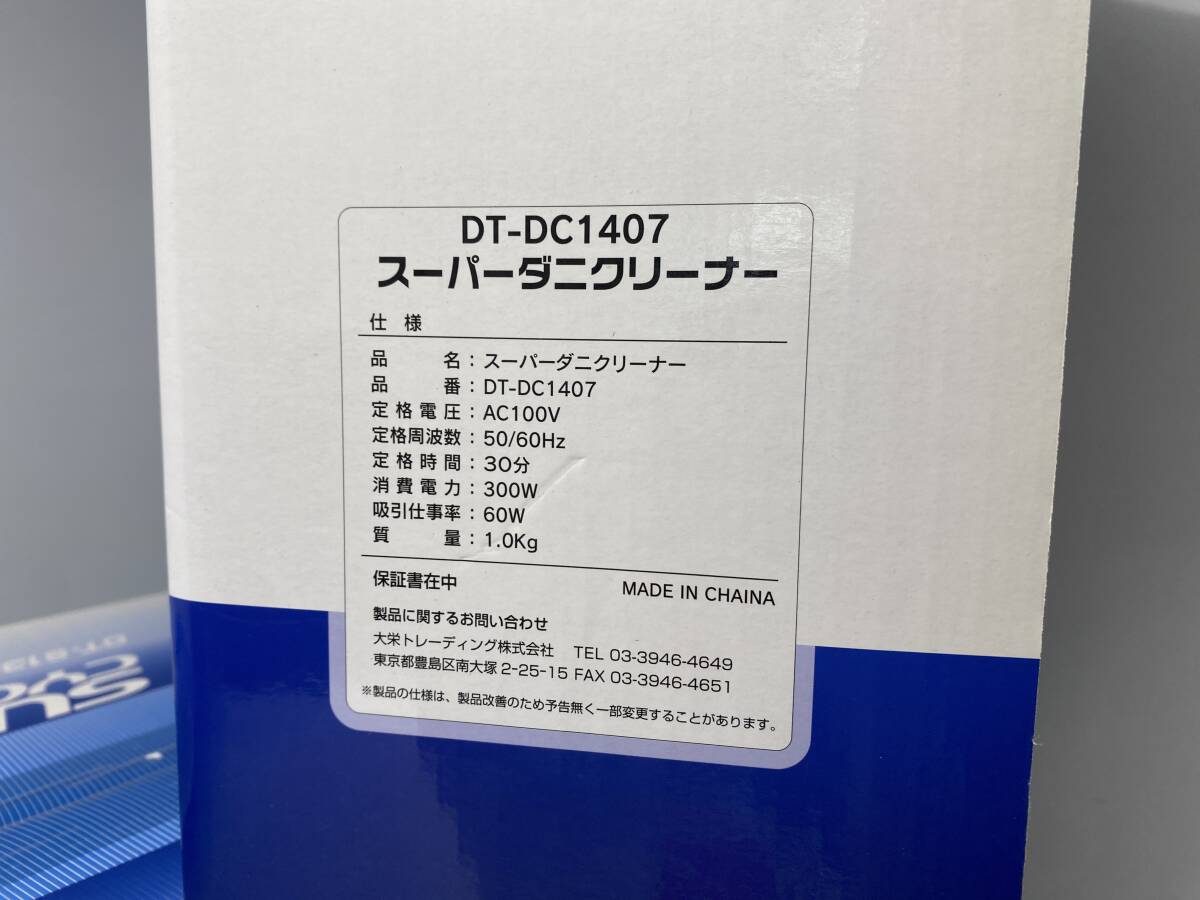 DT-DC1407
スーパーダニクリーナー
仕 様
品 名：スーパーダニクリーナー
品 番：DT-DC1407
定格電圧：AC100V
定格周波数：50/60Hz
定格時間：30分
消費電力：300W
吸引仕事率：60W
質 量：1.0Kg
保証書在中 MADE IN CHAINA
製品に関するお問い合わせ
大栄トレーディング株式会社 TEL 03-3946-4649
東京都豊島区南大塚2-25-15 FAX 03-3946-4651
※製品の仕様は、製品改善のため予告無く一部変更することがあります。